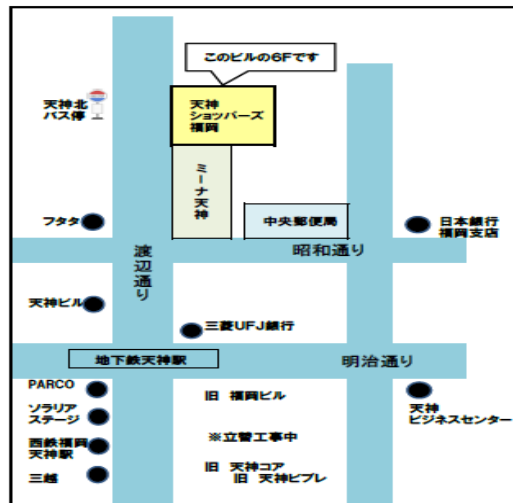 このビルの6Fです
天神北
バス停
天神
ショッパーズ
福岡
ミーナ天神
フタタ
中央郵便局
日本銀行
福岡支店
渡辺通り
昭和通り
天神ビル
三菱UFJ銀行
地下鉄天神駅
明治通り
PARCO
旧 福岡ビル
天神
ビジネスセンター
ソラリア
ステージ
※立替工事中
西鉄福岡
天神駅
三越
旧 天神コア
旧 天神ビブレ